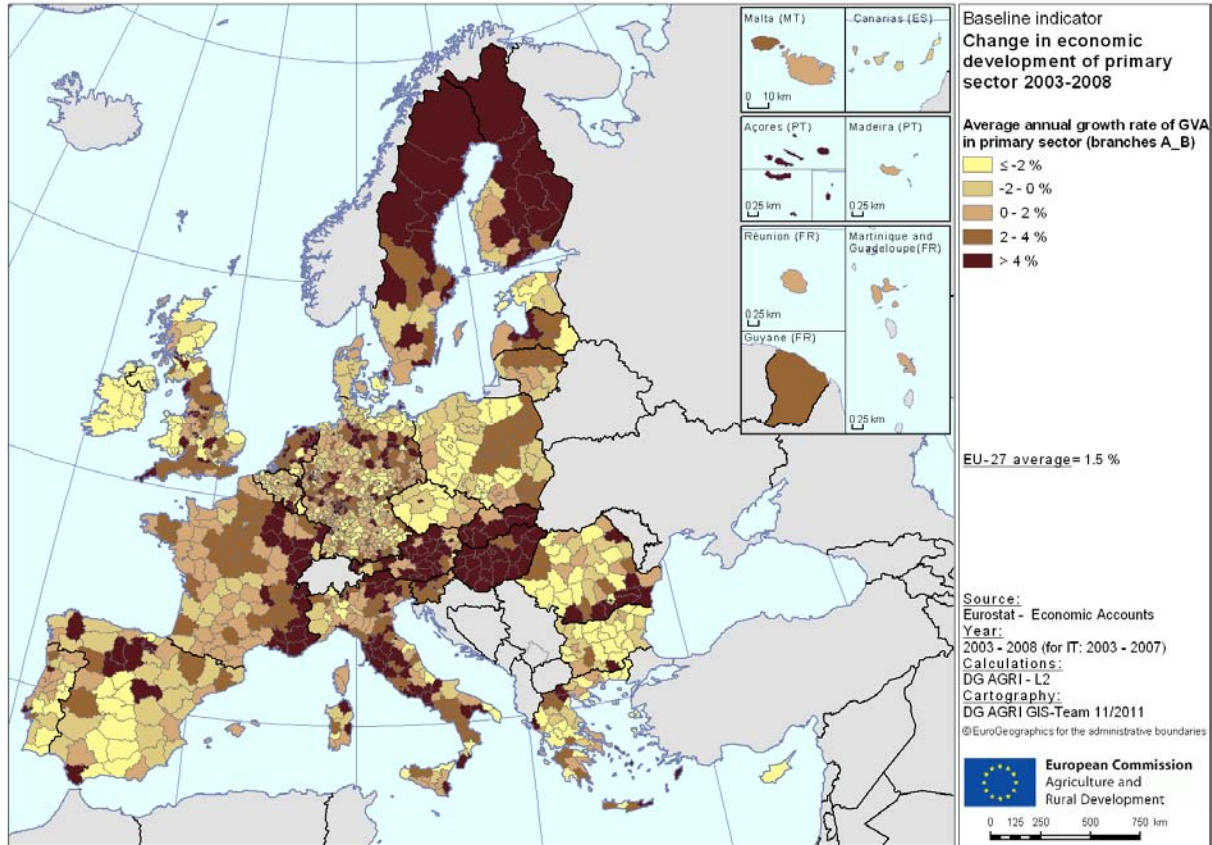 Malta (MT)
Canarias (ES)
0 10 km
Açores (PT)
Madeira (PT)
0 25 km
0 25 km
Réunion (FR)
Martinique and
Guadeloupe(FR)
0 25 km
Guyane (FR)
0 25 km
Baseline indicator
Change in economic
development of primary
sector 2003-2008
Average annual growth rate of GVA
in primary sector (branches A_B)
≤ -2 %
-2 - 0 %
0 - 2 %
2 - 4 %
> 4 %
EU-27 average= 1.5 %
Source:
Eurostat - Economic Accounts
Year:
2003 - 2008 (for IT: 2003 - 2007)
Calculations:
DG AGRI - L2
Cartography:
DG AGRI GIS-Team 11/2011
©EuroGeographics for the administrative boundaries
European Commission
Agriculture and
Rural Development
0 125 250 500 750 km